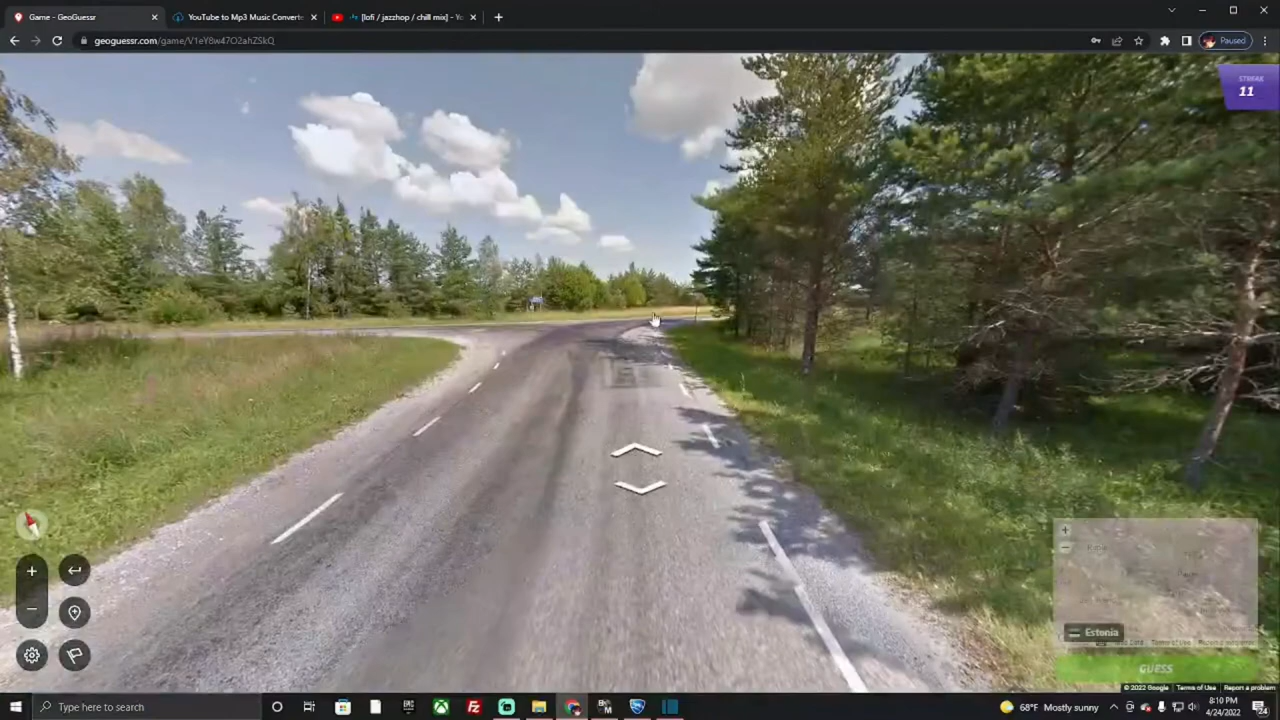 Game - GeoGuessr
YouTube to Mp3 Music Converte
[lofi / jazzhop / chill mix] - Yo
geoguessr.com/game/V1eY8w47O2ahZSkQ
Paused
STREAK
11
Estonia
GUESS
© 2022 Google Terms of Use Report a problem
Type here to search
68°F Mostly sunny
8:10 PM
4/24/2022
24